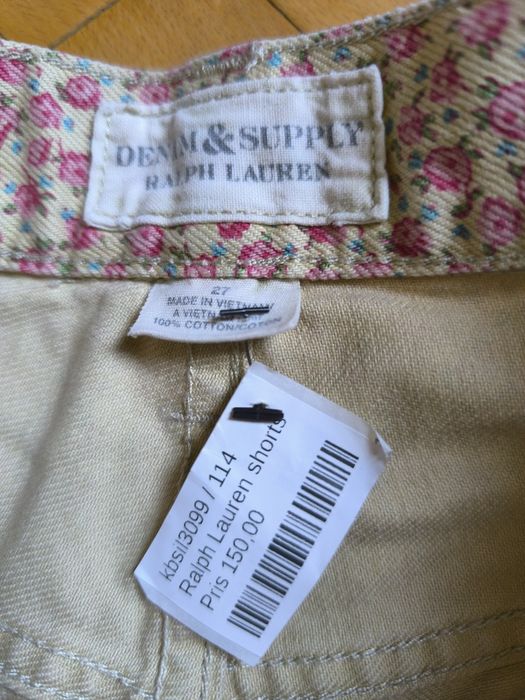 DENIM & SUPPLY
RALPH LAUREN
27
MADE IN VIETNAM/
100% COTTON/COTON
kbsil3099 / 114
Ralph Lauren shorts
Pris 150,00